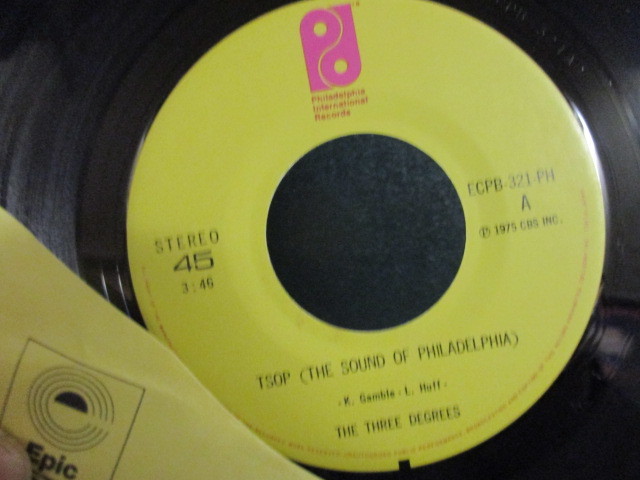 Philadelphia
International
Records
ECPB-321-PH
A
℗ 1975 CBS INC.
STEREO
45
3:46
TSOP (THE SOUND OF PHILADELPHIA)
-K. Gamble-L. Huff-
THE THREE DEGREES
Epic